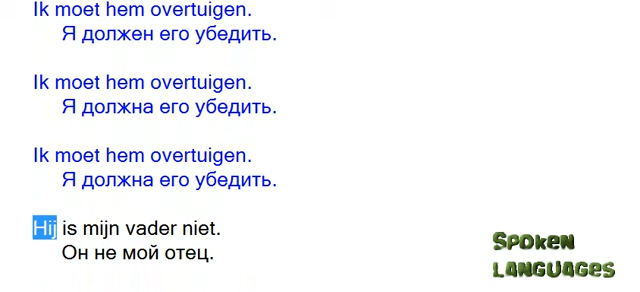 Ik moet hem overtuigen.
Я должен его убедить.
Ik moet hem overtuigen.
Я должна его убедить.
Ik moet hem overtuigen.
Я должна его убедить.
Hij is mijn vader niet.
Он не мой отец.
SPOKEN
LANGUAGES